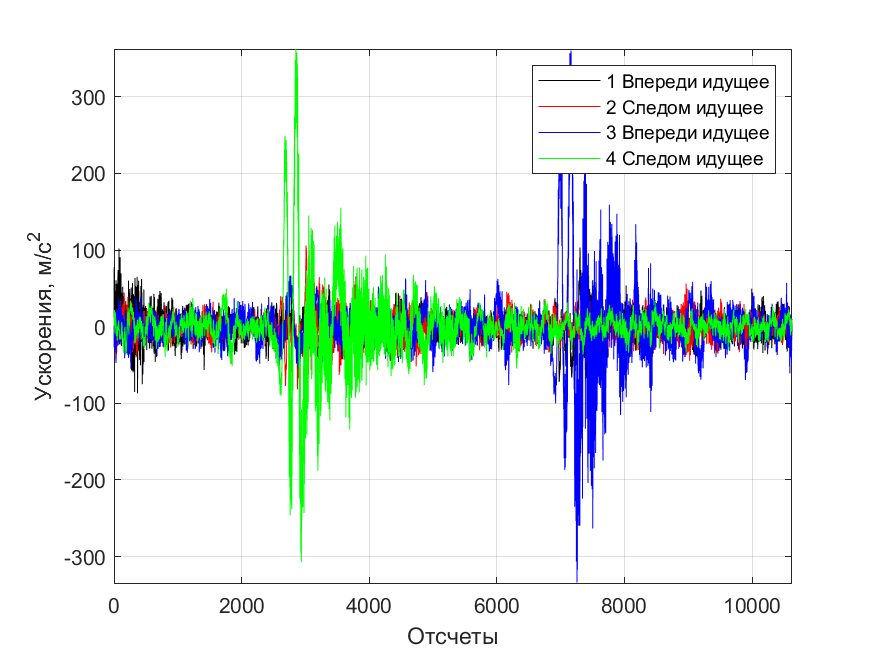 Ускорения, м/с²
300
200
100
0
-100
-200
-300
0 2000 4000 6000 8000 10000
Отсчеты
1 Впереди идущее
2 Следом идущее
3 Впереди идущее
4 Следом идущее